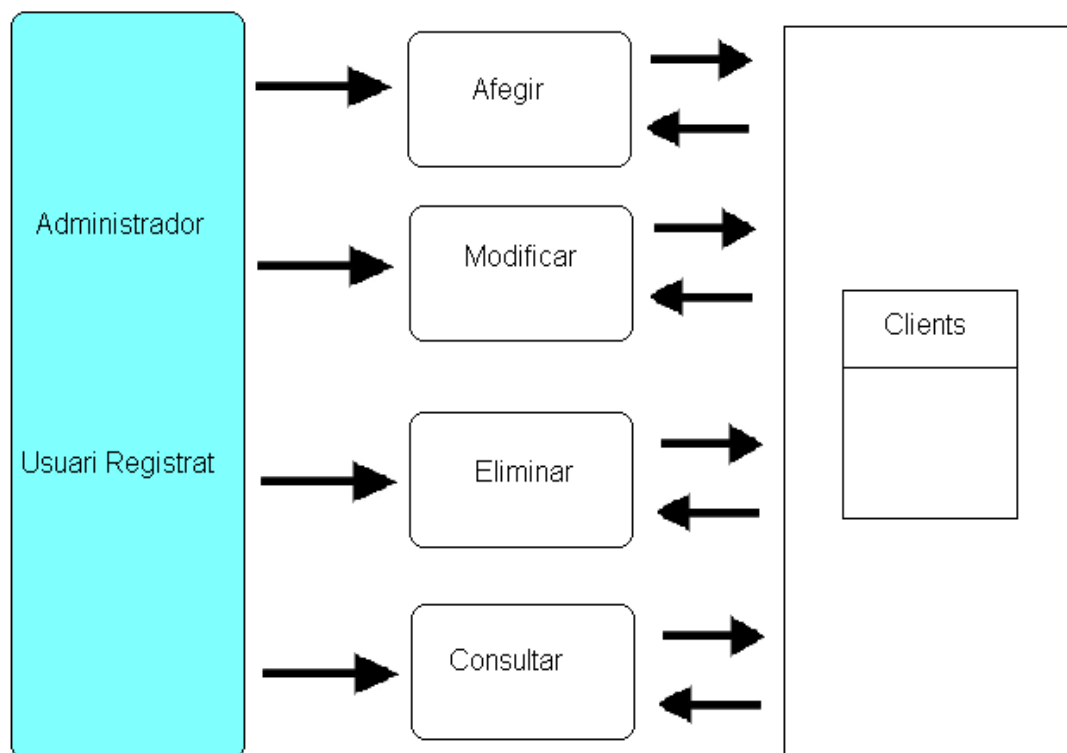 Administrador
Usuari Registrat
Afegir
Modificar
Eliminar
Consultar
Clients